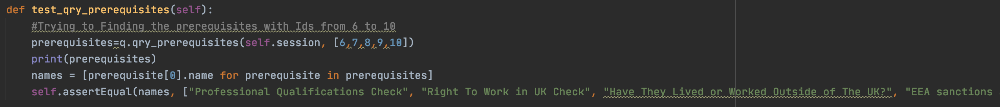 def test_qry_prerequisites(self):
    #Trying to Finding the prerequisites with Ids from 6 to 10
    prerequisites=q.qry_prerequisites(self.session, [6,7,8,9,10])
    print(prerequisites)
    names = [prerequisite[0].name for prerequisite in prerequisites]
    self.assertEqual(names, ["Professional Qualifications Check", "Right To Work in UK Check", "Have They Lived or Worked Outside of The UK?", "EEA sanctions